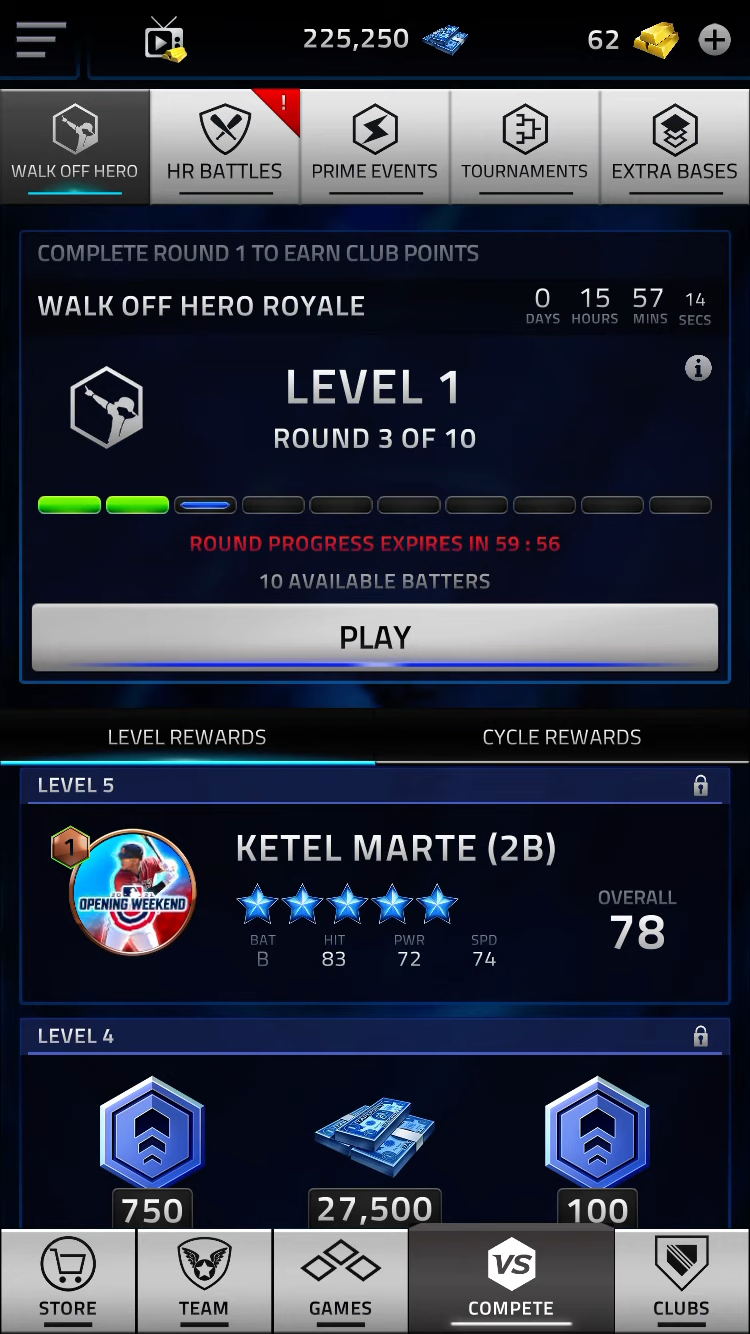 225,250
62
!
WALK OFF HERO
HR BATTLES
PRIME EVENTS
TOURNAMENTS
EXTRA BASES
COMPLETE ROUND 1 TO EARN CLUB POINTS
WALK OFF HERO ROYALE
0 15 57 14
DAYS HOURS MINS SECS
i
LEVEL 1
ROUND 3 OF 10
ROUND PROGRESS EXPIRES IN 59 : 56
10 AVAILABLE BATTERS
PLAY
LEVEL REWARDS
CYCLE REWARDS
LEVEL 5
1
2021
OPENING WEEKEND
KETEL MARTE (2B)
BAT HIT PWR SPD
B 83 72 74
OVERALL
78
LEVEL 4
750
27,500
100
STORE
TEAM
GAMES
VS
COMPETE
CLUBS